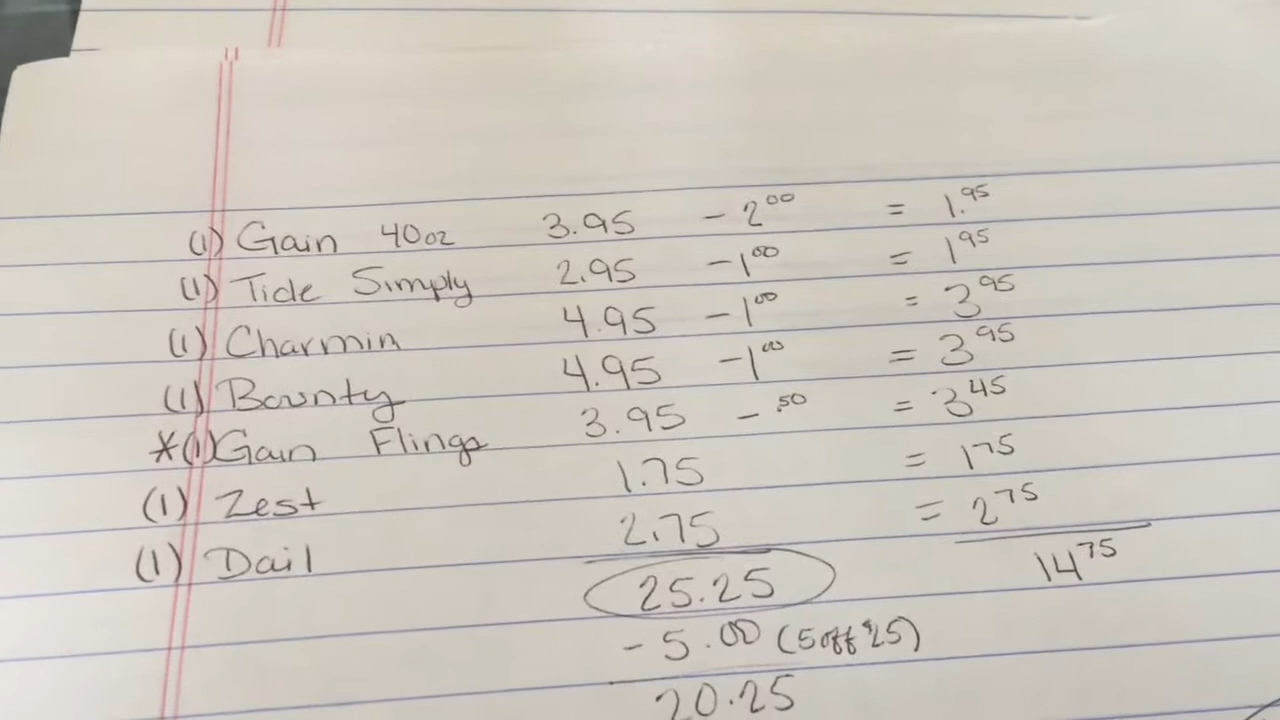 (1) Gain 40oz 3.95 - 2.00 = 1.95
(1) Tide Simply 2.95 - 1.00 = 1.95
(1) Charmin 4.95 - 1.00 = 3.95
(1) Bounty 4.95 - 1.00 = 3.95
*(1) Gain Flings 3.95 - .50 = 3.45
(1) Zest 1.75 = 1.75
(1) Dail 2.75 = 2.75
25.25 14.75
- 5.00 (5 off 25)
20.25